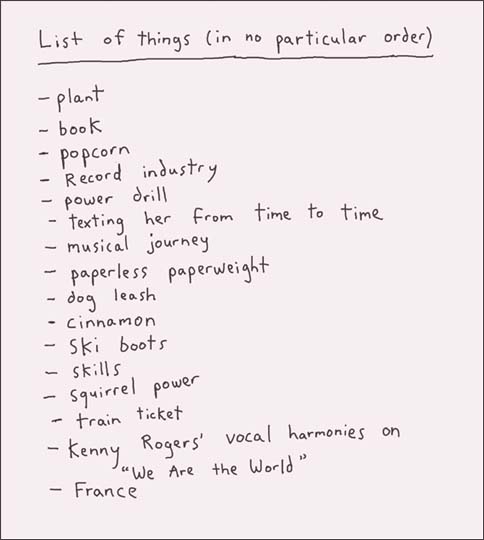 List of things (in no particular order)
- plant
- book
- popcorn
- Record industry
- power drill
- texting her from time to time
- musical journey
- paperless paperweight
- dog leash
- cinnamon
- Ski boots
- skills
- squirrel power
- train ticket
- Kenny Rogers' vocal harmonies on
"We Are the World"
- France